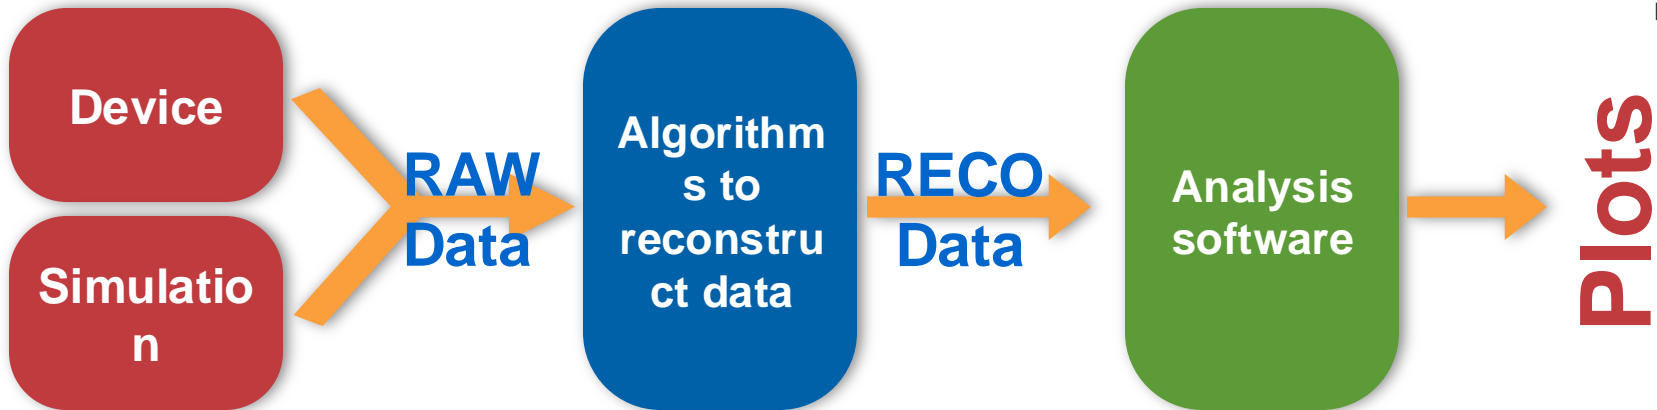 Device
Simulatio
n
RAW
Data
Algorithm
s to
reconstru
ct data
RECO
Data
Analysis
software
Plots